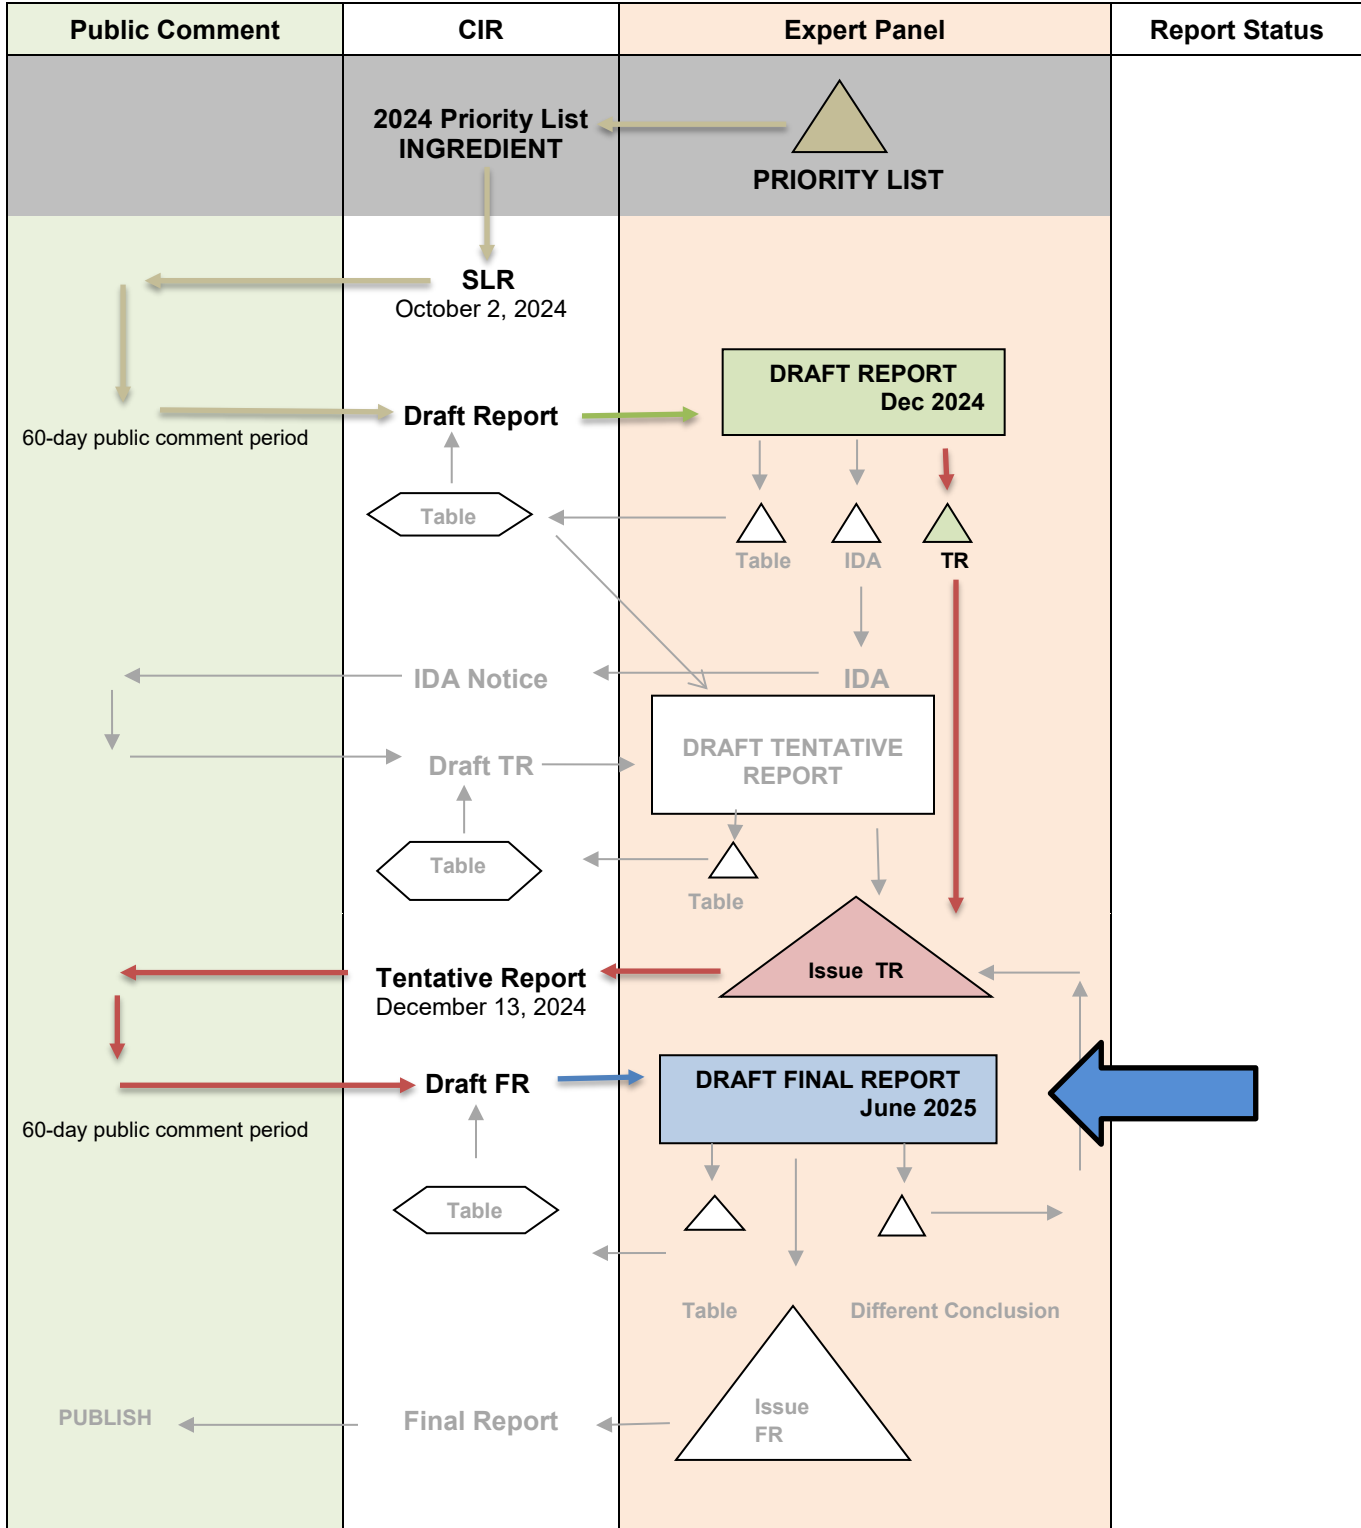 Public Comment
CIR
Expert Panel
Report Status
2024 Priority List
INGREDIENT
PRIORITY LIST
SLR
October 2, 2024
60-day public comment period
Draft Report
DRAFT REPORT
Dec 2024
Table
Table
IDA
TR
IDA Notice
IDA
Draft TR
DRAFT TENTATIVE
REPORT
Table
Table
Issue TR
Tentative Report
December 13, 2024
60-day public comment period
Draft FR
DRAFT FINAL REPORT
June 2025
Table
Table
Different Conclusion
PUBLISH
Final Report
Issue
FR